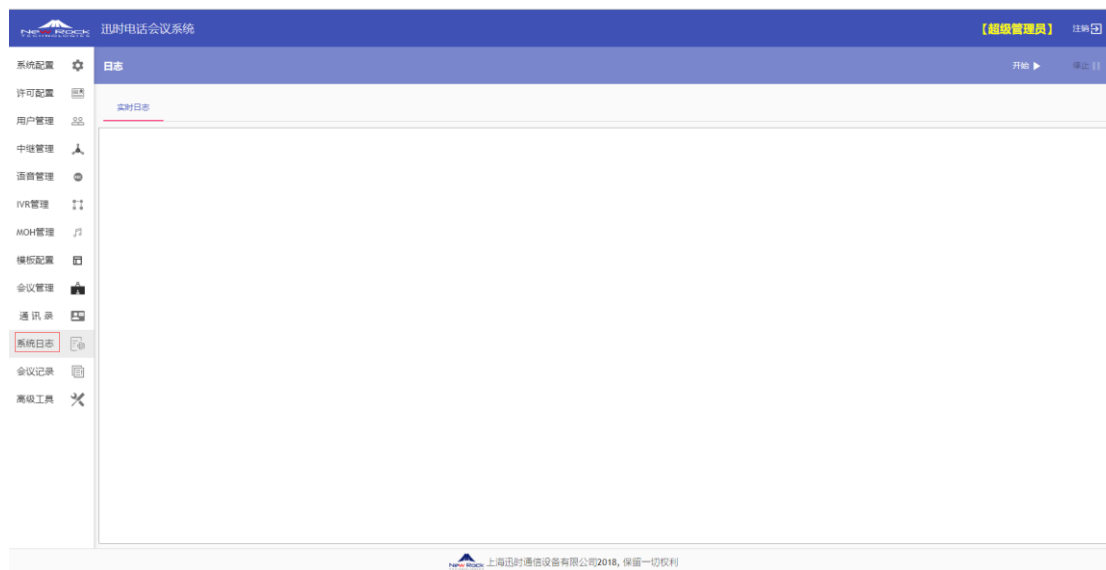 New Rock
TECHNOLOGIES
迅时电话会议系统
【超级管理员】 注销
系统配置
日志
开始
停止
许可配置
实时日志
用户管理
中继管理
语音管理
IVR管理
MOH管理
模板配置
会议管理
通 讯 录
系统日志
会议记录
高级工具
New Rock 上海迅时通信设备有限公司2018, 保留一切权利